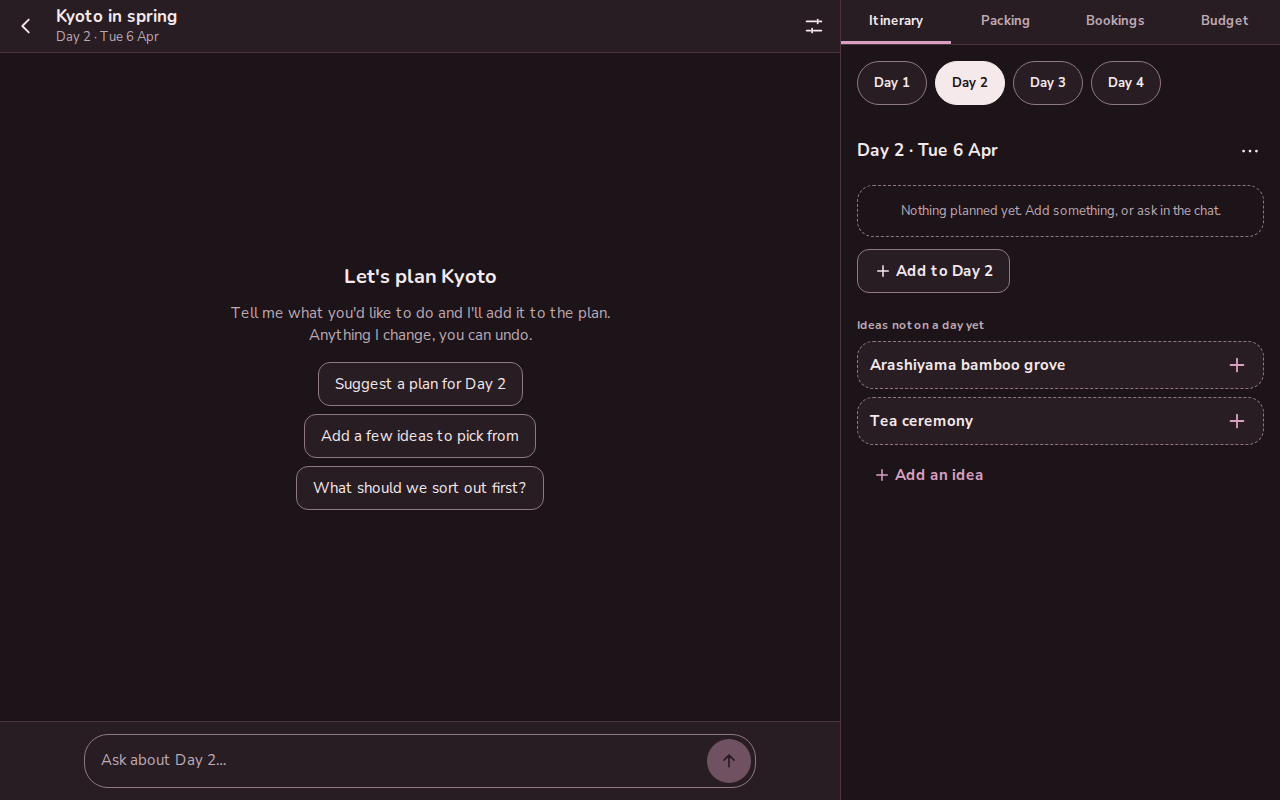 Kyoto in spring
Day 2 · Tue 6 Apr
Let's plan Kyoto
Tell me what you'd like to do and I'll add it to the plan.
Anything I change, you can undo.
Suggest a plan for Day 2
Add a few ideas to pick from
What should we sort out first?
Ask about Day 2...
Itinerary
Packing
Bookings
Budget
Day 1
Day 2
Day 3
Day 4
Day 2 · Tue 6 Apr
Nothing planned yet. Add something, or ask in the chat.
Add to Day 2
Ideas not on a day yet
Arashiyama bamboo grove
Tea ceremony
Add an idea